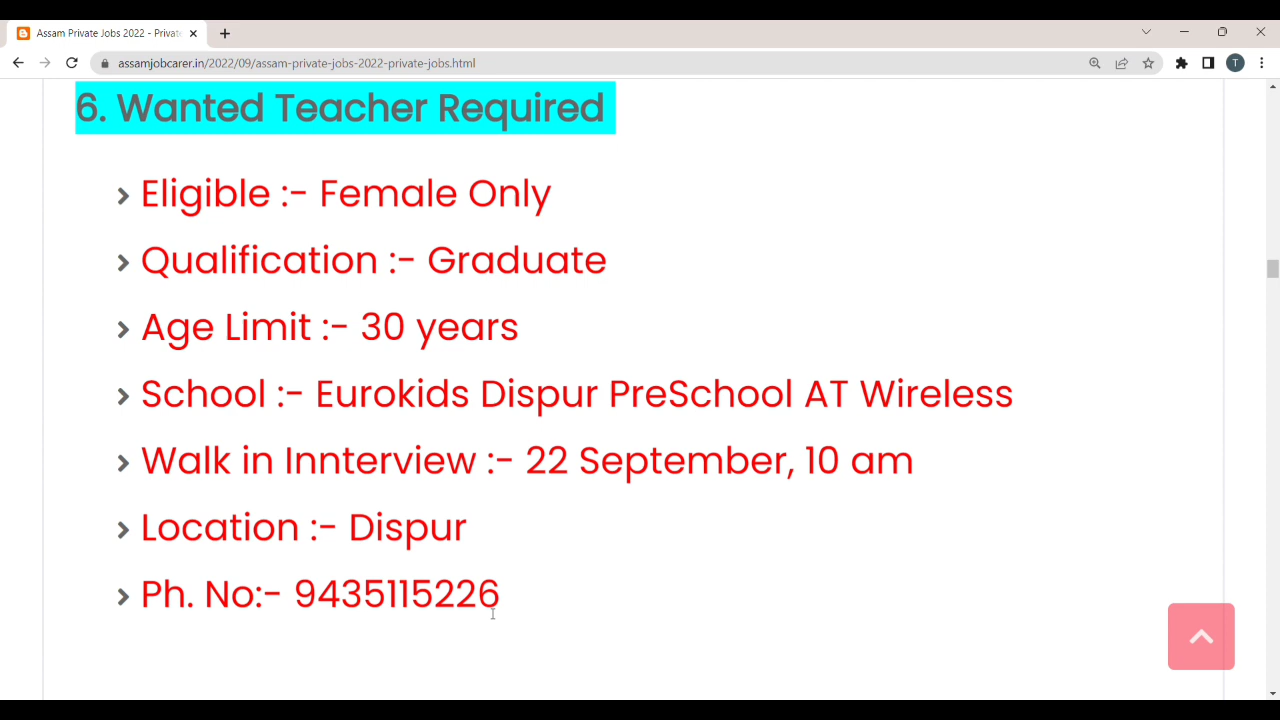 Assam Private Jobs 2022 - Privat
assamjobcarer.in/2022/09/assam-private-jobs-2022-private-jobs.html
T
6. Wanted Teacher Required
Eligible :- Female Only
Qualification :- Graduate
Age Limit :- 30 years
School :- Eurokids Dispur PreSchool AT Wireless
Walk in Innterview :- 22 September, 10 am
Location :- Dispur
Ph. No:- 9435115226